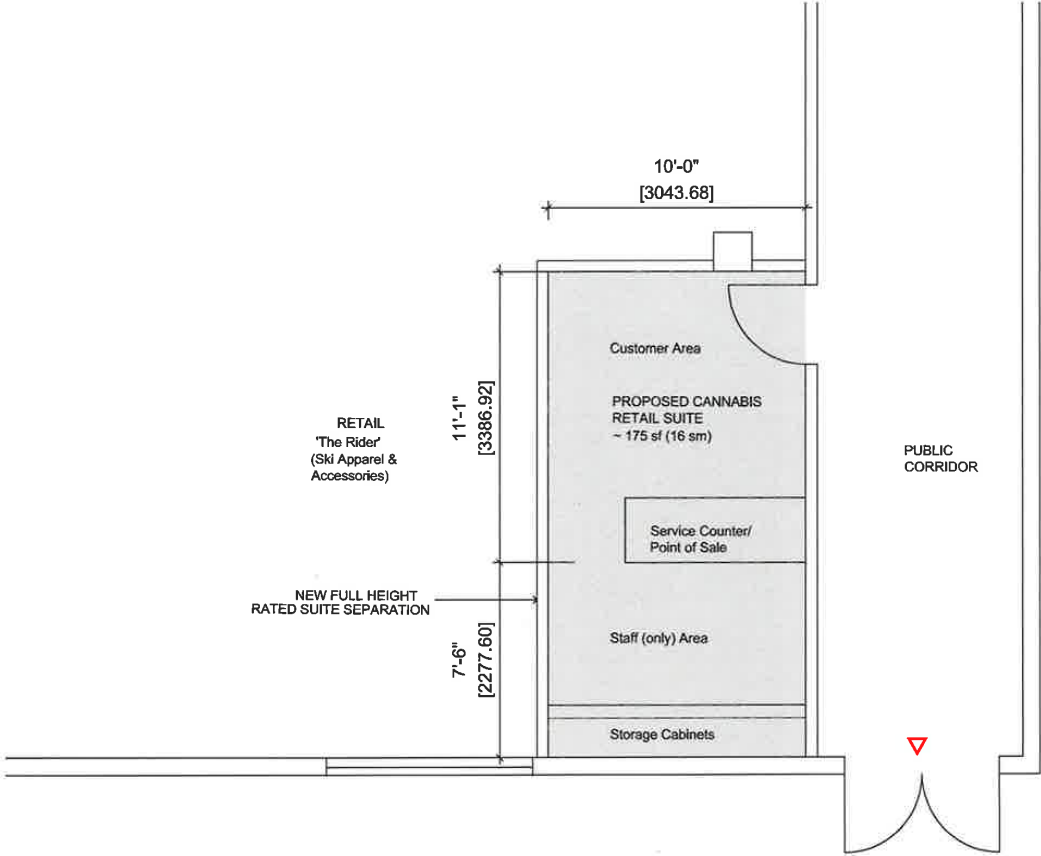 10'-0"
[3043.68]
Customer Area
11'-1"
[3386.92]
PROPOSED CANNABIS
RETAIL SUITE
~ 175 sf (16 sm)
RETAIL
'The Rider'
(Ski Apparel &
Accessories)
PUBLIC
CORRIDOR
Service Counter/
Point of Sale
NEW FULL HEIGHT
RATED SUITE SEPARATION
7'-6"
[2277.60]
Staff (only) Area
Storage Cabinets